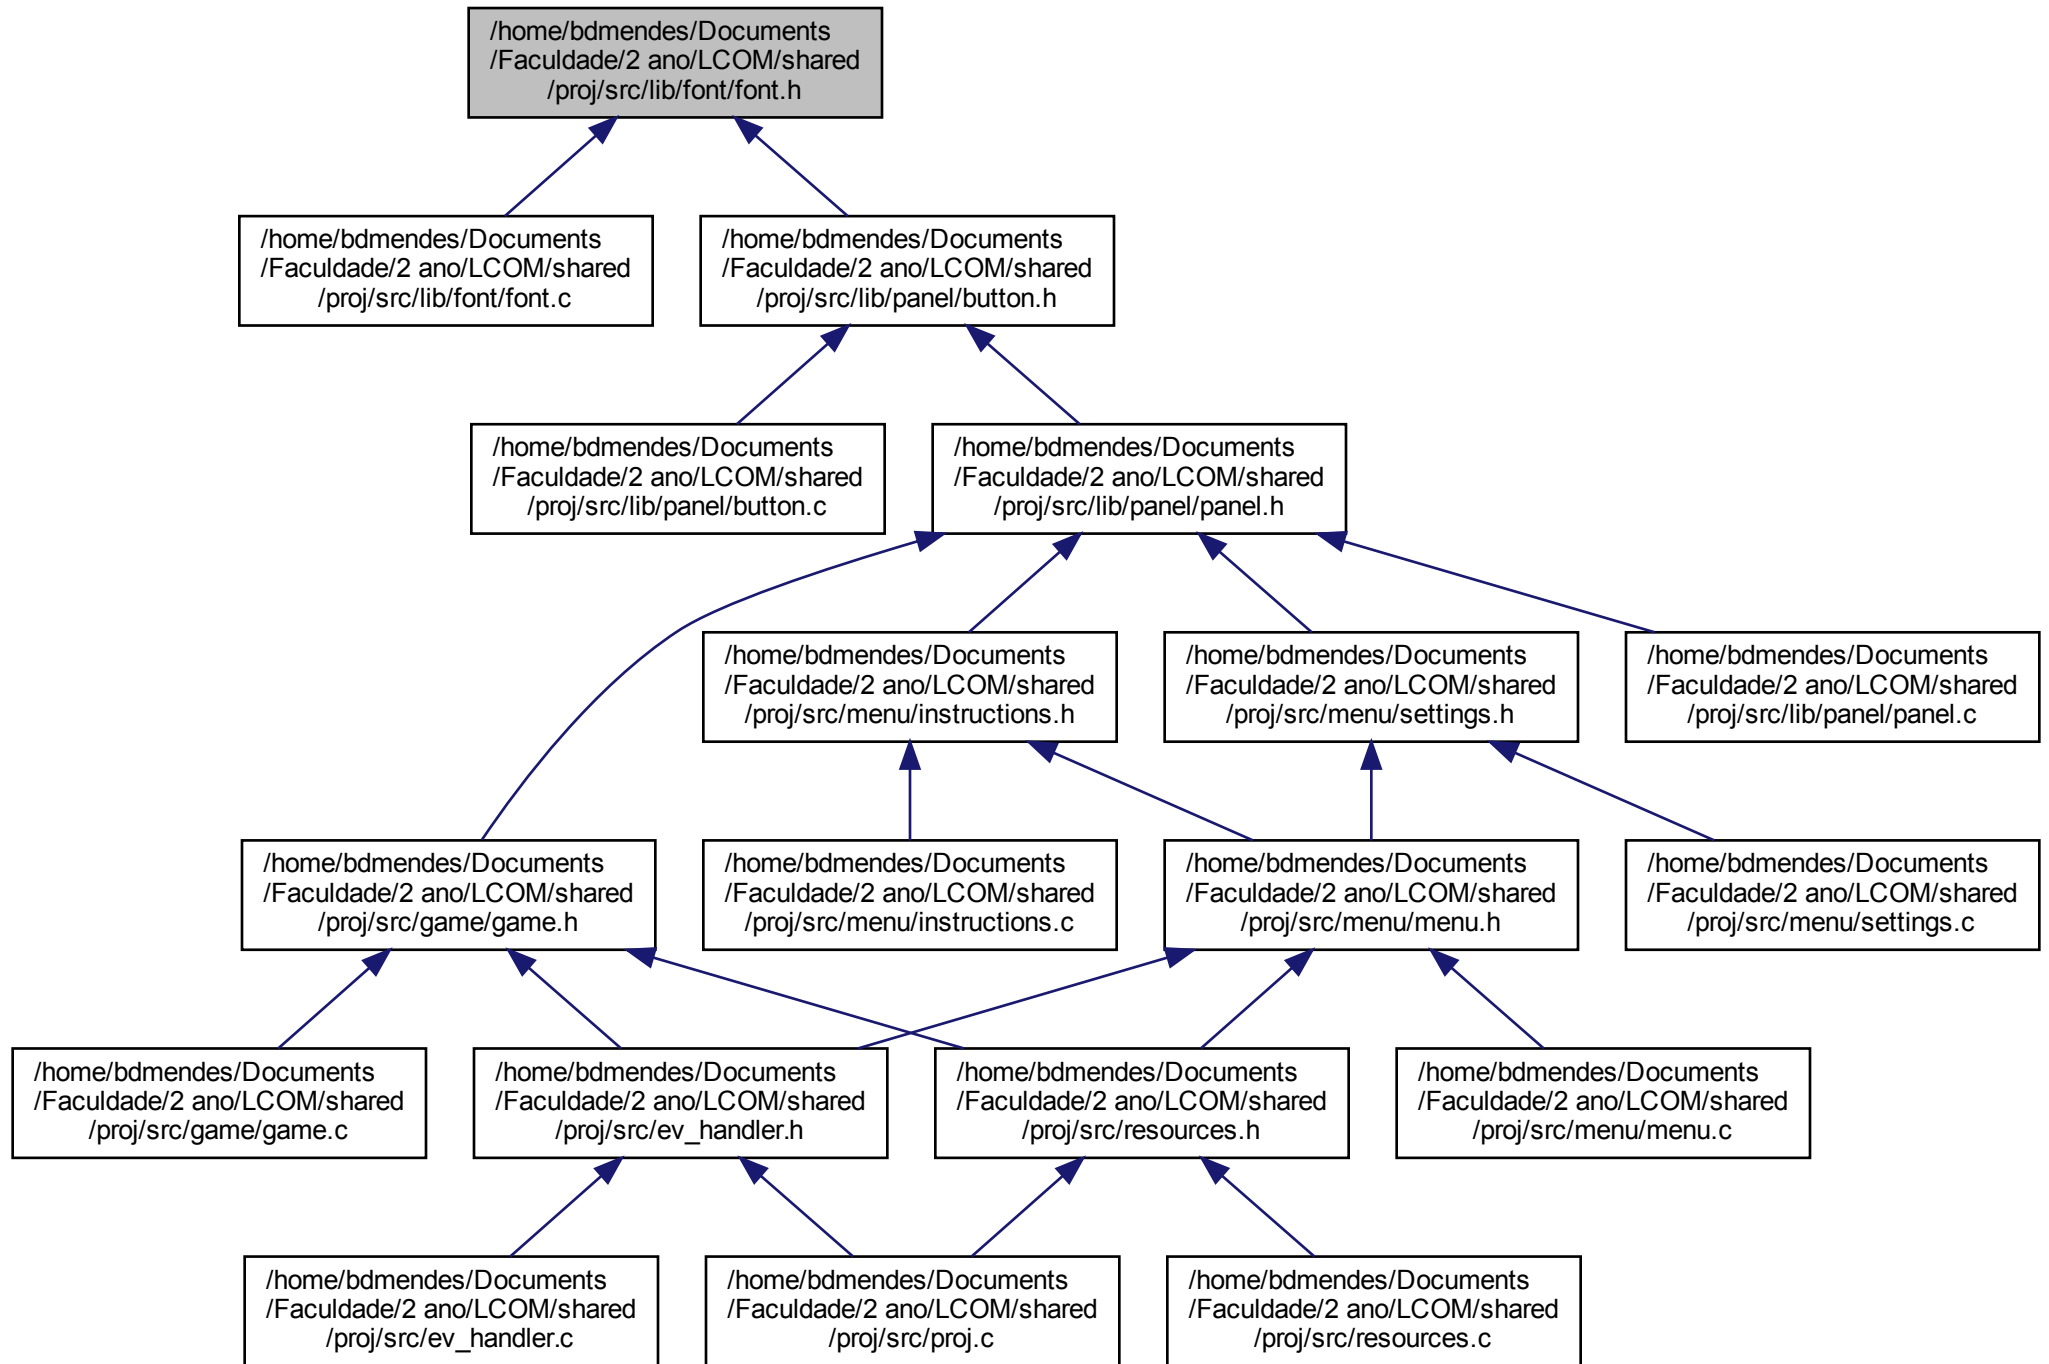 /home/bdmendes/Documents
/Faculdade/2 ano/LCOM/shared
/proj/src/lib/font/font.h
/home/bdmendes/Documents
/Faculdade/2 ano/LCOM/shared
/proj/src/lib/font/font.c
/home/bdmendes/Documents
/Faculdade/2 ano/LCOM/shared
/proj/src/lib/panel/button.h
/home/bdmendes/Documents
/Faculdade/2 ano/LCOM/shared
/proj/src/lib/panel/button.c
/home/bdmendes/Documents
/Faculdade/2 ano/LCOM/shared
/proj/src/lib/panel/panel.h
/home/bdmendes/Documents
/Faculdade/2 ano/LCOM/shared
/proj/src/menu/instructions.h
/home/bdmendes/Documents
/Faculdade/2 ano/LCOM/shared
/proj/src/menu/settings.h
/home/bdmendes/Documents
/Faculdade/2 ano/LCOM/shared
/proj/src/lib/panel/panel.c
/home/bdmendes/Documents
/Faculdade/2 ano/LCOM/shared
/proj/src/game/game.h
/home/bdmendes/Documents
/Faculdade/2 ano/LCOM/shared
/proj/src/menu/instructions.c
/home/bdmendes/Documents
/Faculdade/2 ano/LCOM/shared
/proj/src/menu/menu.h
/home/bdmendes/Documents
/Faculdade/2 ano/LCOM/shared
/proj/src/menu/settings.c
/home/bdmendes/Documents
/Faculdade/2 ano/LCOM/shared
/proj/src/game/game.c
/home/bdmendes/Documents
/Faculdade/2 ano/LCOM/shared
/proj/src/ev_handler.h
/home/bdmendes/Documents
/Faculdade/2 ano/LCOM/shared
/proj/src/resources.h
/home/bdmendes/Documents
/Faculdade/2 ano/LCOM/shared
/proj/src/menu/menu.c
/home/bdmendes/Documents
/Faculdade/2 ano/LCOM/shared
/proj/src/ev_handler.c
/home/bdmendes/Documents
/Faculdade/2 ano/LCOM/shared
/proj/src/proj.c
/home/bdmendes/Documents
/Faculdade/2 ano/LCOM/shared
/proj/src/resources.c